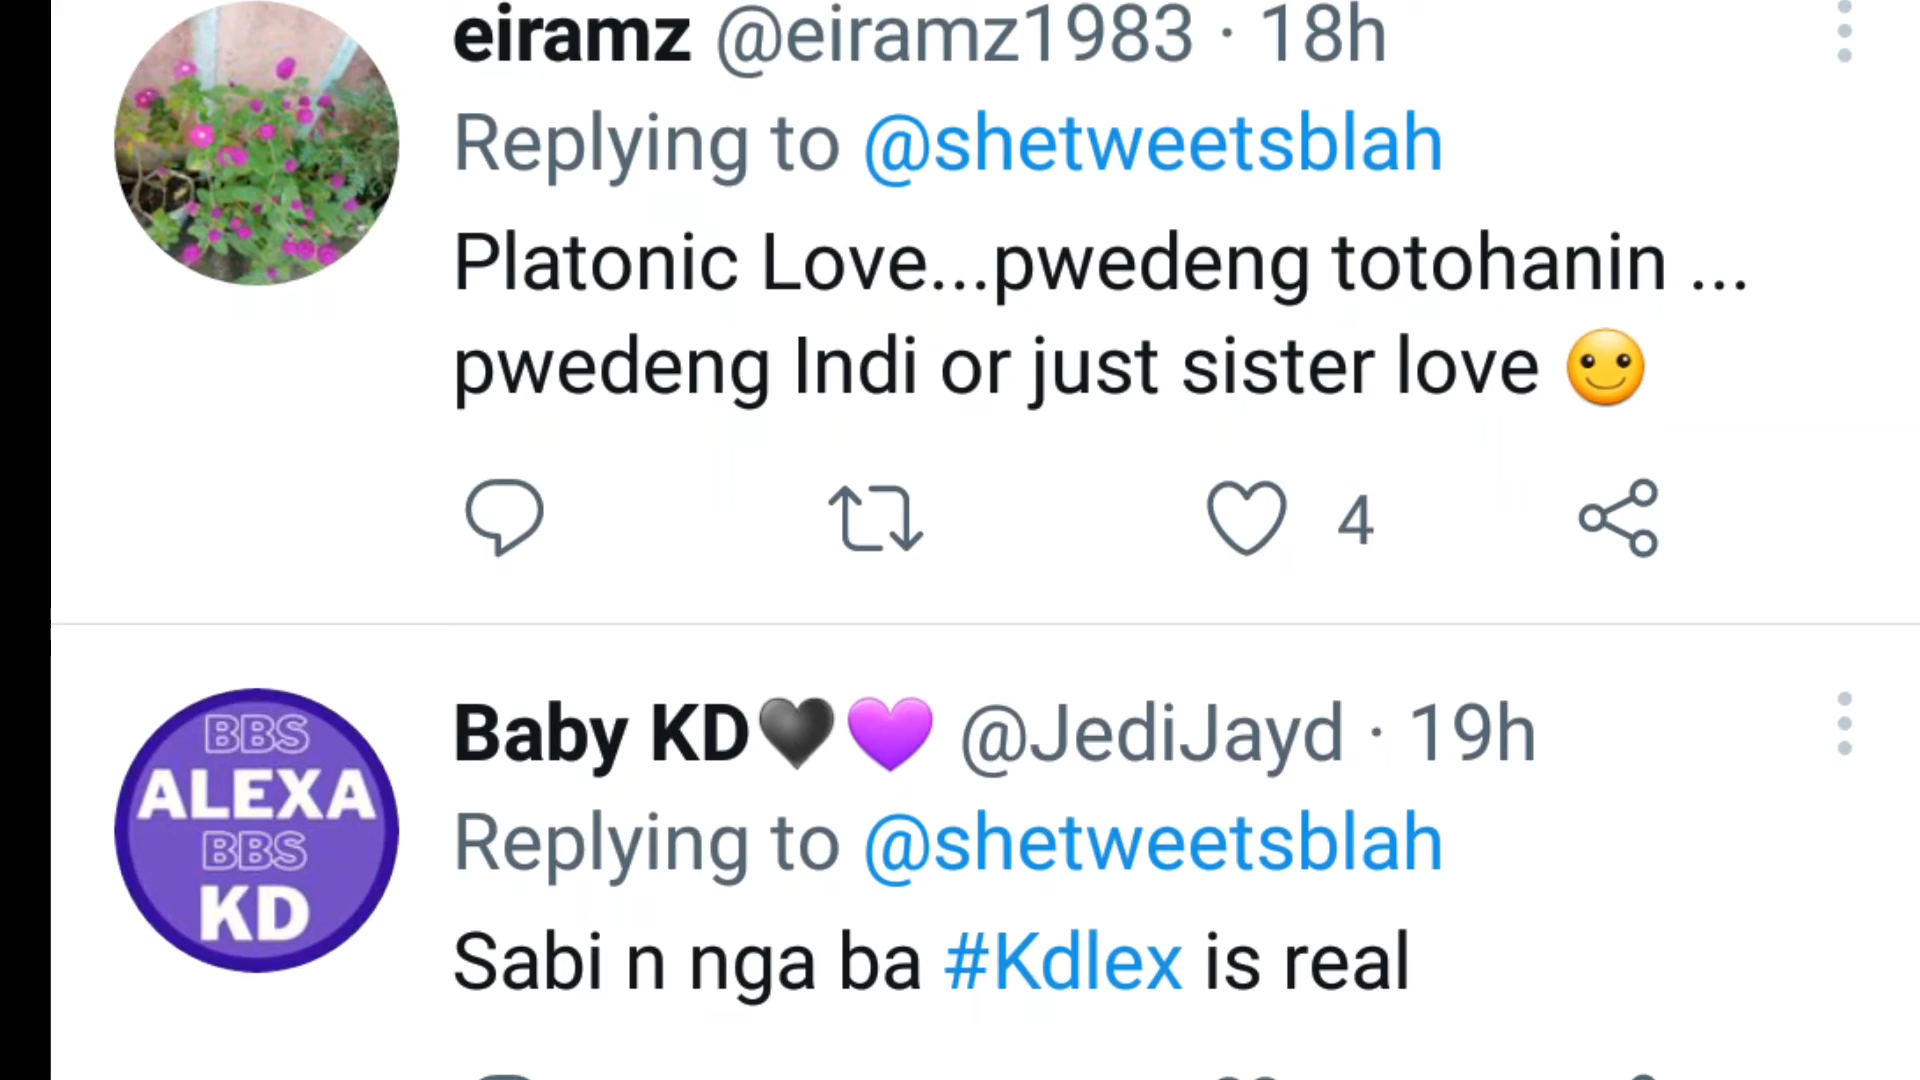 eiramz @eiramz1983 · 18h
Replying to @shetweetsblah
Platonic Love...pwedeng totohanin ...
pwedeng Indi or just sister love 🙂
4
BBS
ALEXA
BBS
KD
Baby KD🖤💜 @JediJayd · 19h
Replying to @shetweetsblah
Sabi n nga ba #Kdlex is real